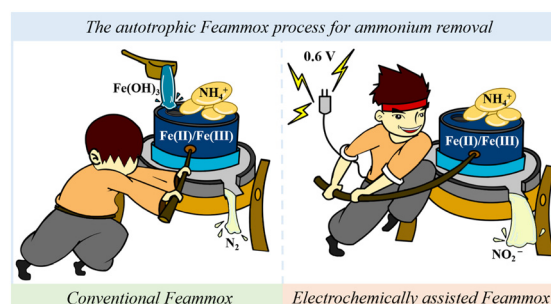 The autotrophic Feammox process for ammonium removal
Fe(OH)₃
NH₄⁺
Fe(II)/Fe(III)
N₂
Conventional Feammox
0.6 V
NH₄⁺
Fe(II)/Fe(III)
NO₂⁻
Electrochemically assisted Feammox